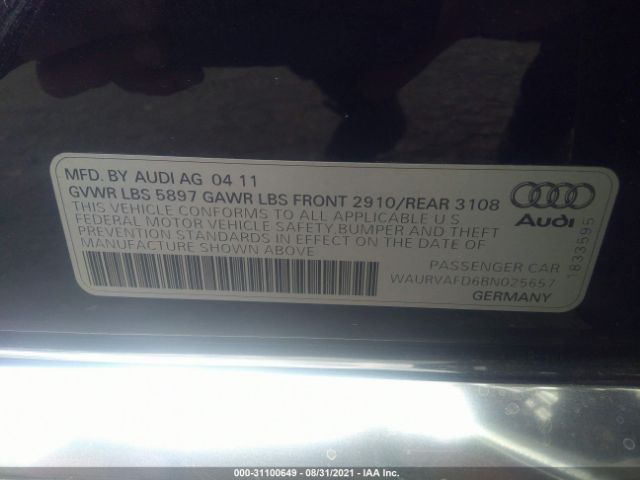 MFD. BY AUDI AG 04 11
GVWR LBS 5897 GAWR LBS FRONT 2910/REAR 3108
THIS VEHICLE CONFORMS TO ALL APPLICABLE U S
FEDERAL MOTOR VEHICLE SAFETY,BUMPER AND THEFT
PREVENTION STANDARDS IN EFFECT ON THE DATE OF
MANUFACTURE SHOWN ABOVE
Audi
1833595
PASSENGER CAR
WAURVAFD6BN025657
GERMANY
000-31100649 - 08/31/2021 - IAA Inc.